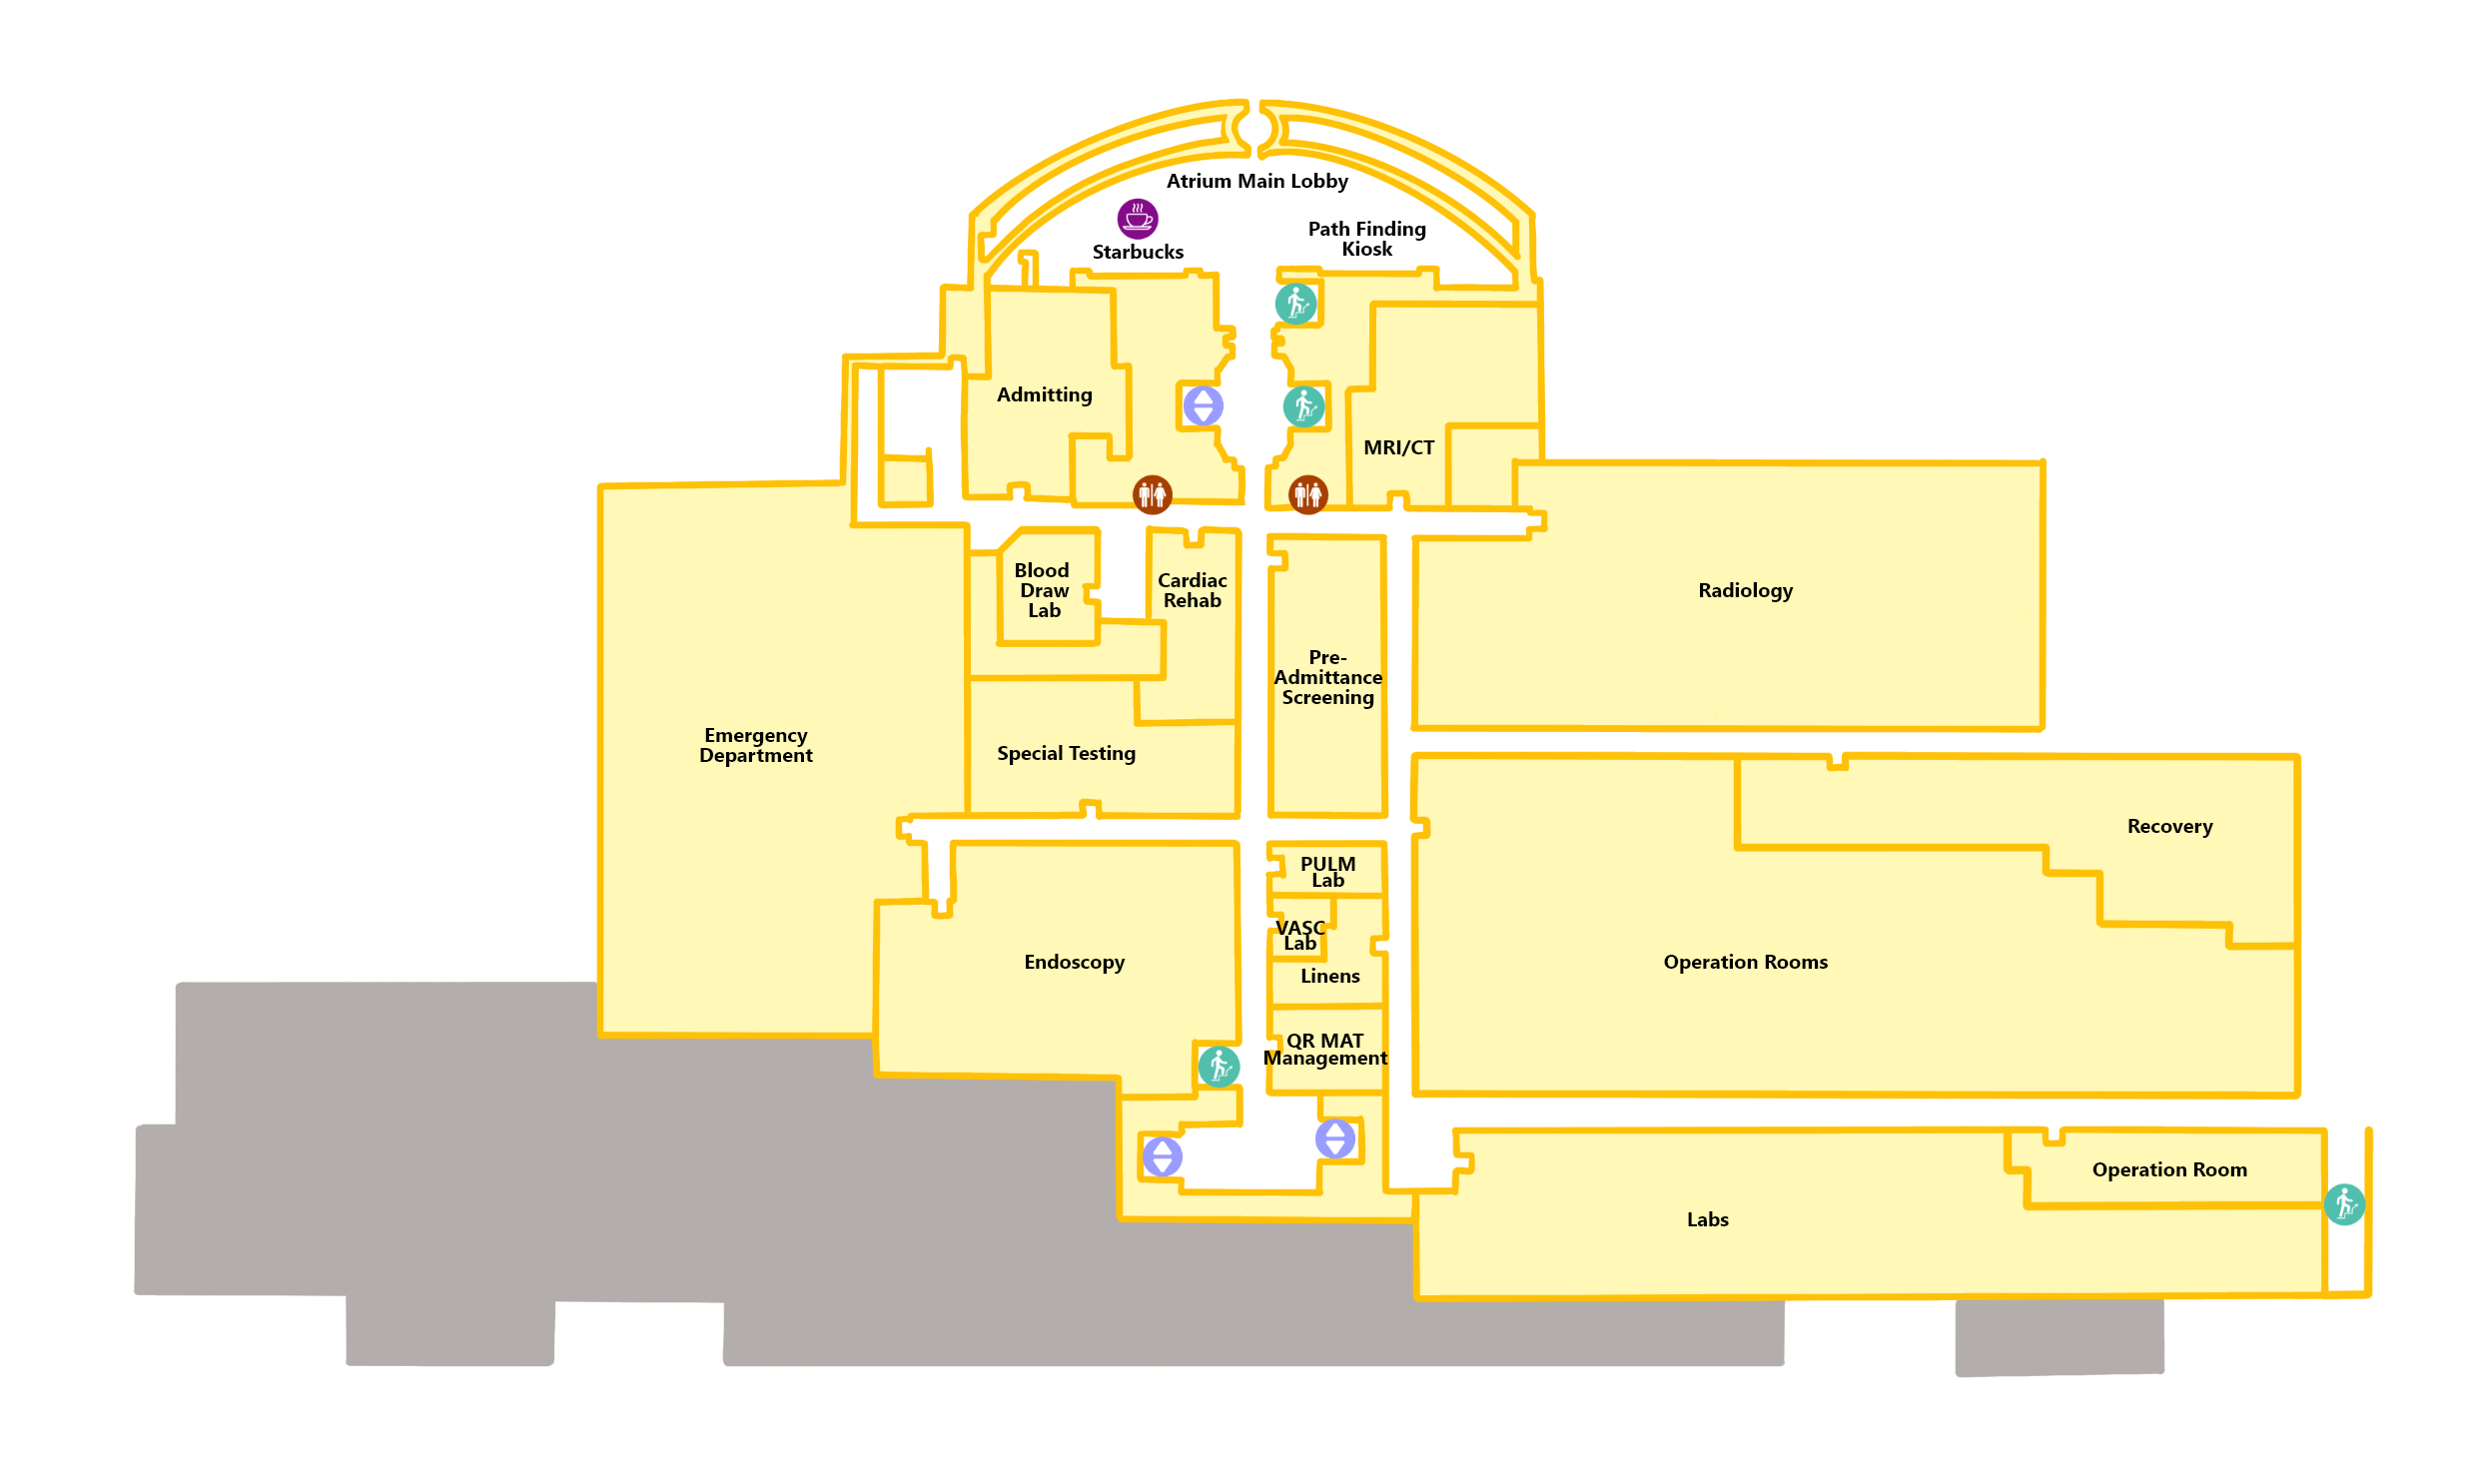 Atrium Main Lobby
Starbucks
Path Finding
Kiosk
Admitting
MRI/CT
Blood
Draw
Lab
Cardiac
Rehab
Radiology
Pre-
Admittance
Screening
Emergency
Department
Special Testing
Recovery
PULM
Lab
VASC
Lab
Endoscopy
Linens
Operation Rooms
QR MAT
Management
Operation Room
Labs